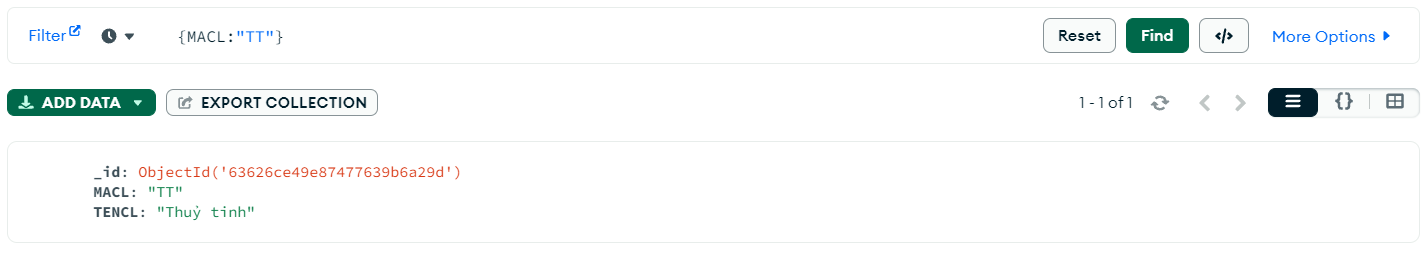 Filter {MACL:"TT"} Reset Find </> More Options
ADD DATA EXPORT COLLECTION 1 - 1 of 1 {}
_id: ObjectId('63626ce49e87477639b6a29d')
MACL: "TT"
TENCL: "Thuỷ tinh"